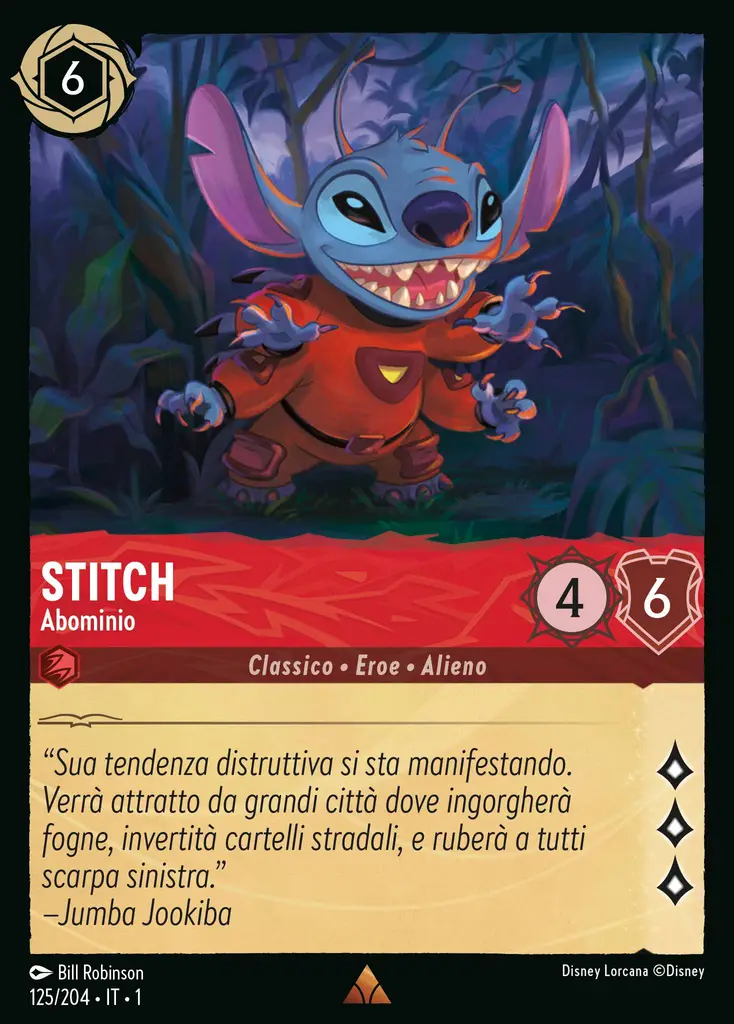 6
STITCH
Abominio
4
6
Classico • Eroe • Alieno
“Sua tendenza distruttiva si sta manifestando.
Verrà attratto da grandi città dove ingorgherà
fogne, invertità cartelli stradali, e ruberà a tutti
scarpa sinistra.”
–Jumba Jookiba
Bill Robinson
125/204 • IT • 1
Disney Lorcana ©Disney